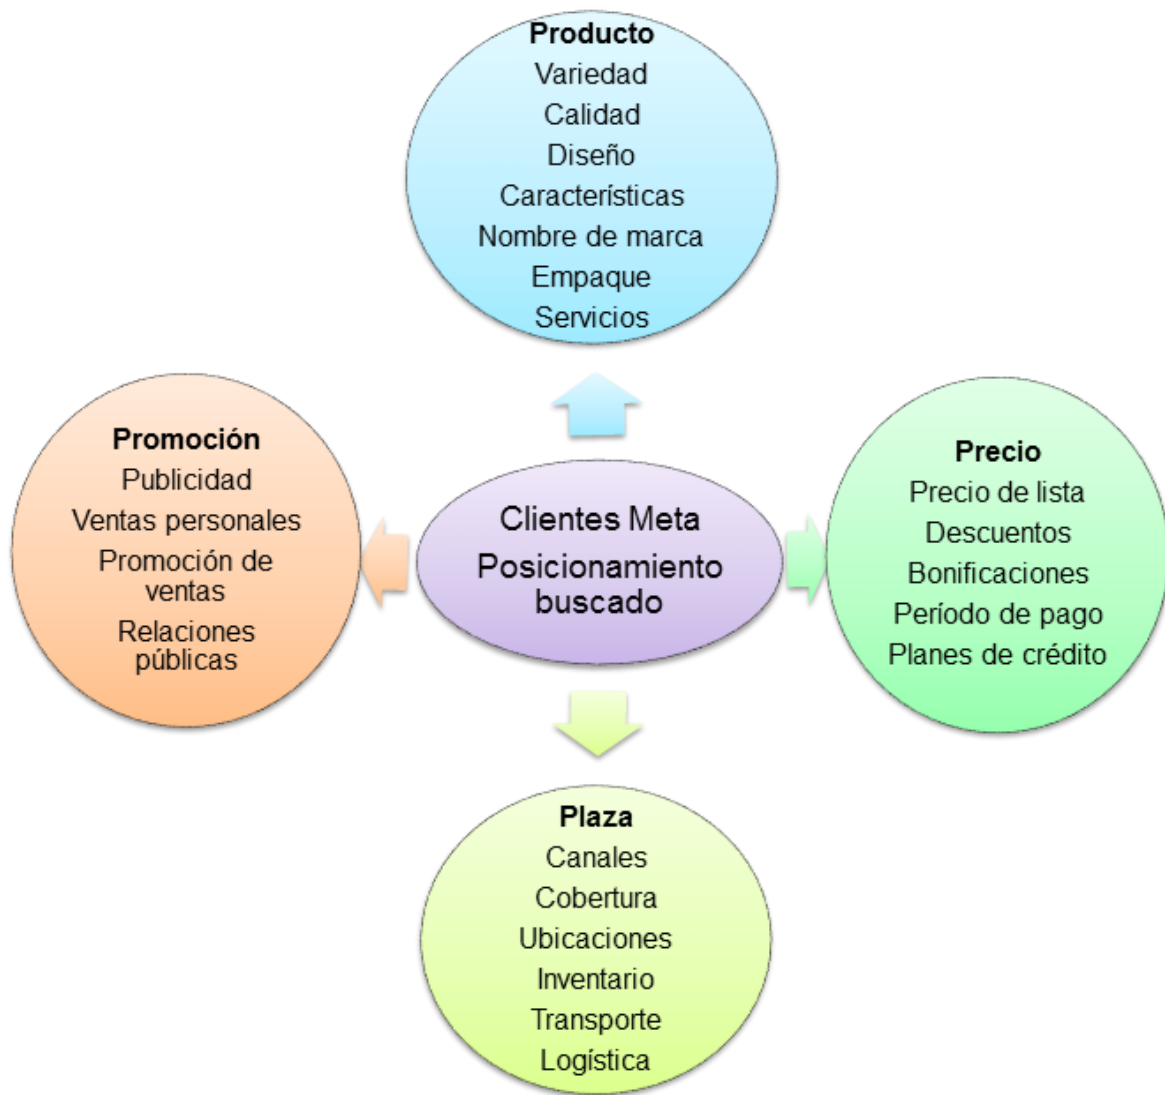 Producto
Variedad
Calidad
Diseño
Características
Nombre de marca
Empaque
Servicios
Promoción
Publicidad
Ventas personales
Promoción de
ventas
Relaciones
públicas
Clientes Meta
Posicionamiento
buscado
Precio
Precio de lista
Descuentos
Bonificaciones
Período de pago
Planes de crédito
Plaza
Canales
Cobertura
Ubicaciones
Inventario
Transporte
Logística